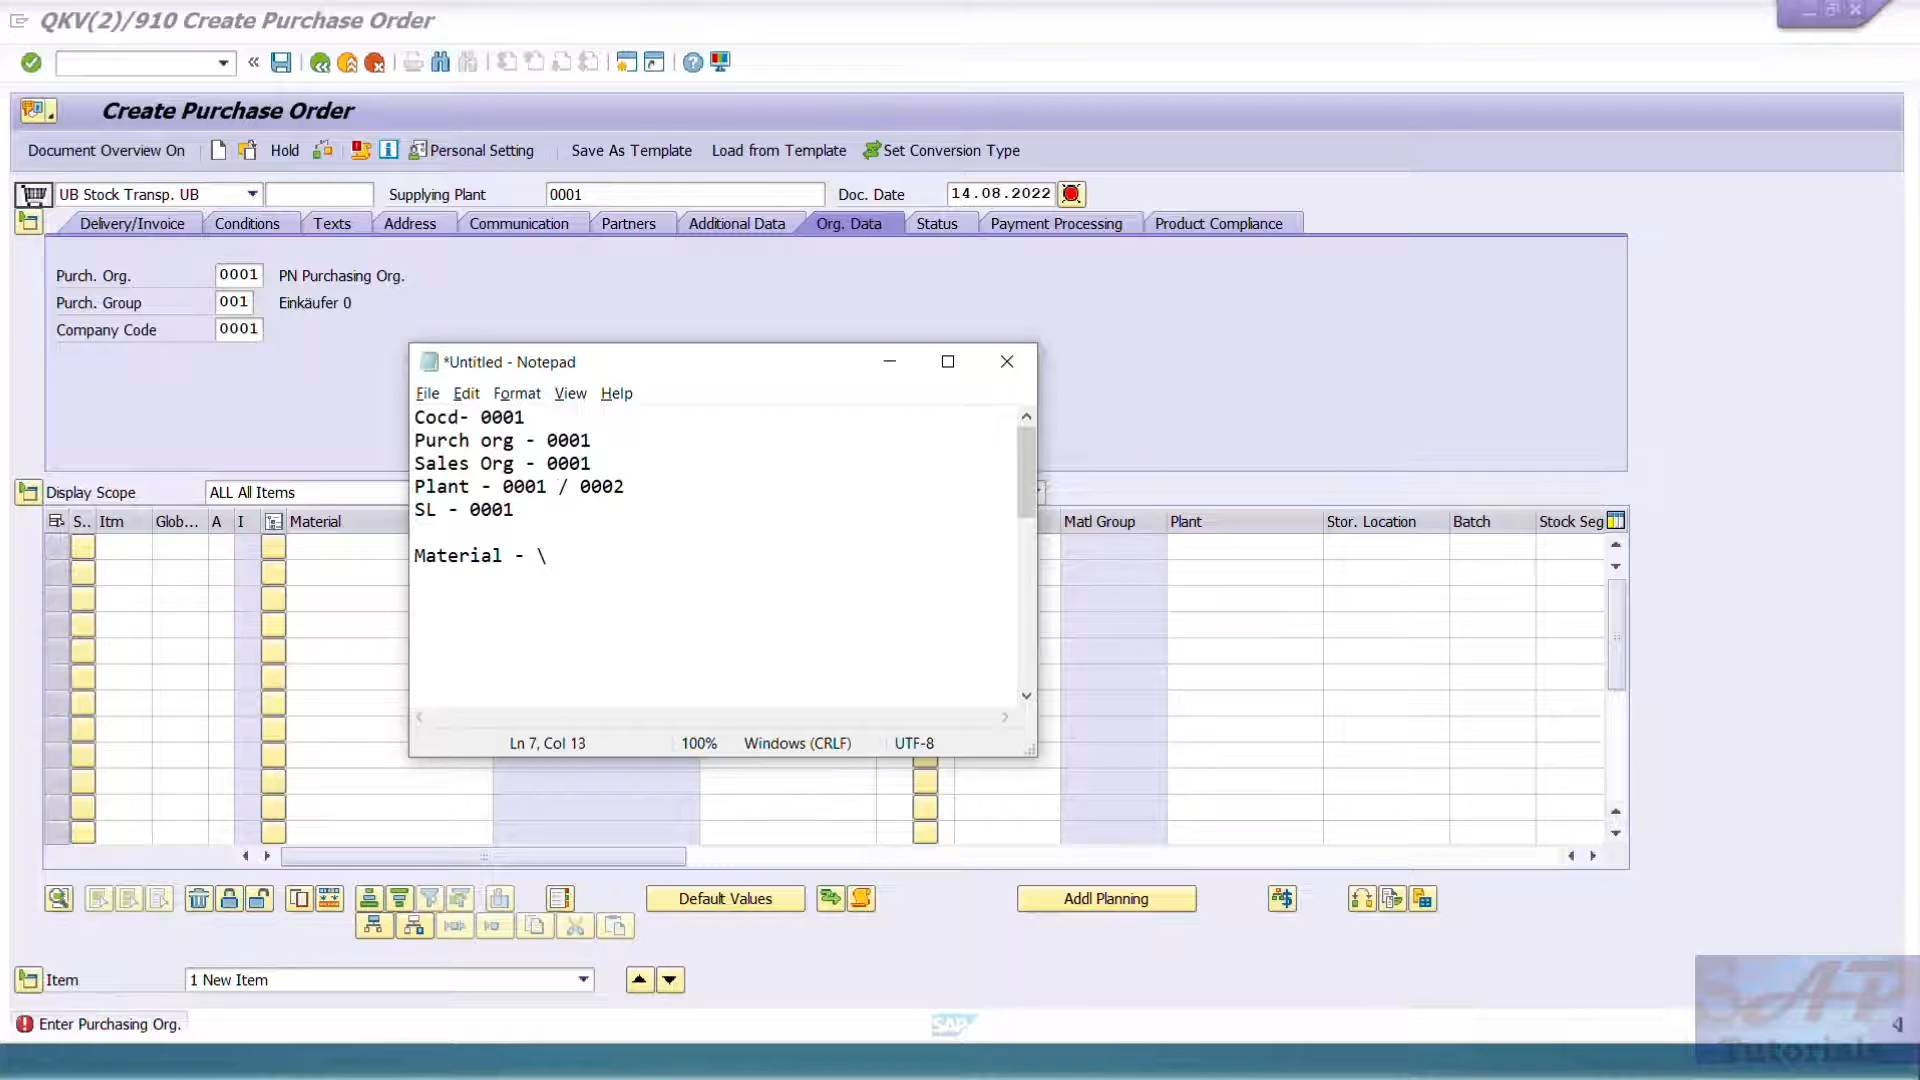 QKV(2)/910 Create Purchase Order
Create Purchase Order
Document Overview On Hold Personal Setting Save As Template Load from Template Set Conversion Type
UB Stock Transp. UB Supplying Plant 0001 Doc. Date 14.08.2022
Delivery/Invoice Conditions Texts Address Communication Partners Additional Data Org. Data Status Payment Processing Product Compliance
Purch. Org. 0001 PN Purchasing Org.
Purch. Group 001 Einkäufer 0
Company Code 0001
*Untitled - Notepad
File Edit Format View Help
Cocd- 0001
Purch org - 0001
Sales Org - 0001
Plant - 0001 / 0002
SL - 0001
Material - \
Ln 7, Col 13 100% Windows (CRLF) UTF-8
Display Scope ALL All Items
S.. Itm Glob... A I Material Matl Group Plant Stor. Location Batch Stock Seg
Default Values Addl Planning
Item 1 New Item
Enter Purchasing Org.
SAP
SAP
Tutorials